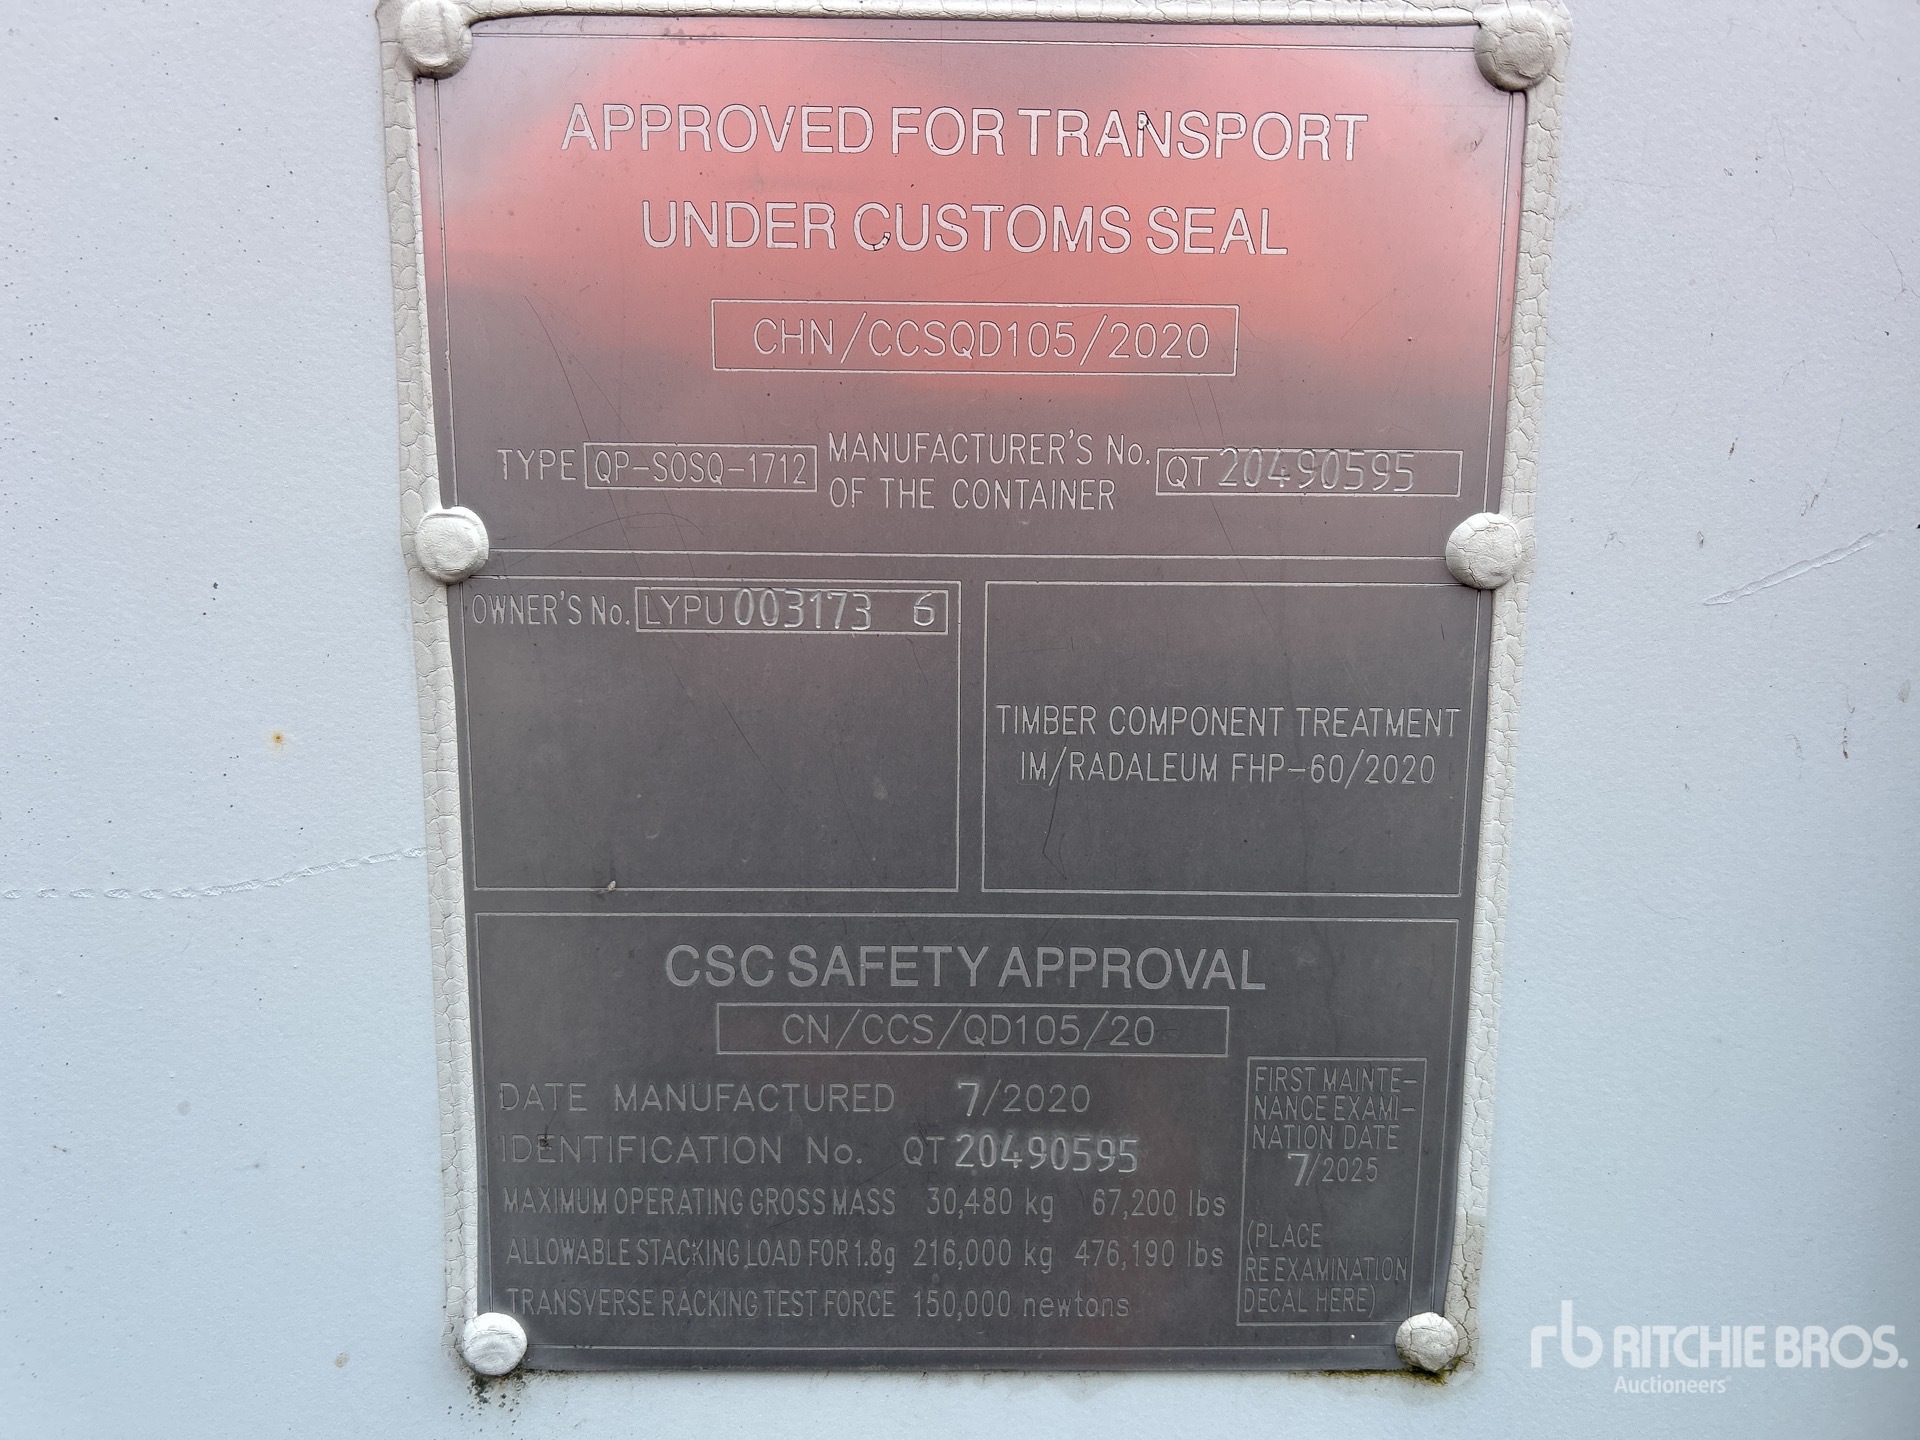 APPROVED FOR TRANSPORT
UNDER CUSTOMS SEAL
CHN/CCSQD105/2020
TYPE QP-SOSQ-1712 MANUFACTURER'S No. OF THE CONTAINER QT 20490595
OWNER'S No. LYPU 003173 6
TIMBER COMPONENT TREATMENT
IM/RADALEUM FHP-60/2020
CSC SAFETY APPROVAL
CN/CCS/QD105/20
DATE MANUFACTURED 7/2020
IDENTIFICATION No. QT 20490595
MAXIMUM OPERATING GROSS MASS 30,480 kg 67,200 lbs
ALLOWABLE STACKING LOAD FOR 1.8g 216,000 kg 476,190 lbs
TRANSVERSE RACKING TEST FORCE 150,000 newtons
FIRST MAINTE-
NANCE EXAMI-
NATION DATE
7/2025
(PLACE
REEXAMINATION
DECAL HERE)
rb RITCHIE BROS.
Auctioneers